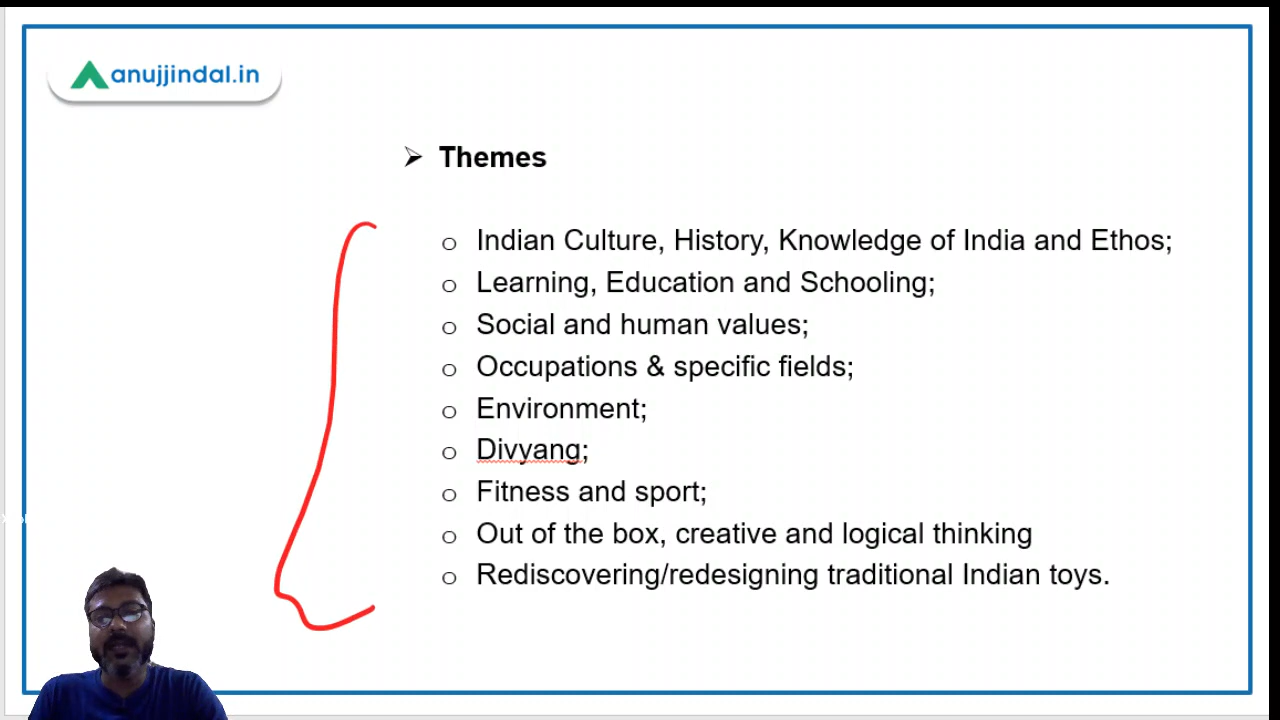 anujjindal.in
Themes
Indian Culture, History, Knowledge of India and Ethos;
Learning, Education and Schooling;
Social and human values;
Occupations & specific fields;
Environment;
Divyang;
Fitness and sport;
Out of the box, creative and logical thinking
Rediscovering/redesigning traditional Indian toys.